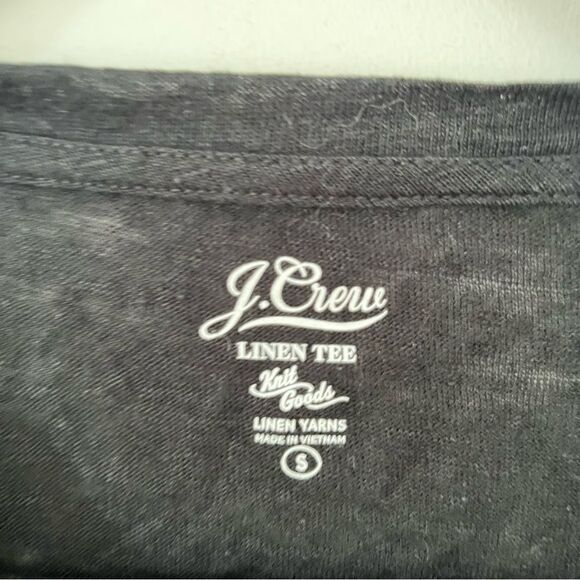 J.Crew
LINEN TEE
Knit
Goods
LINEN YARNS
MADE IN VIETNAM
S